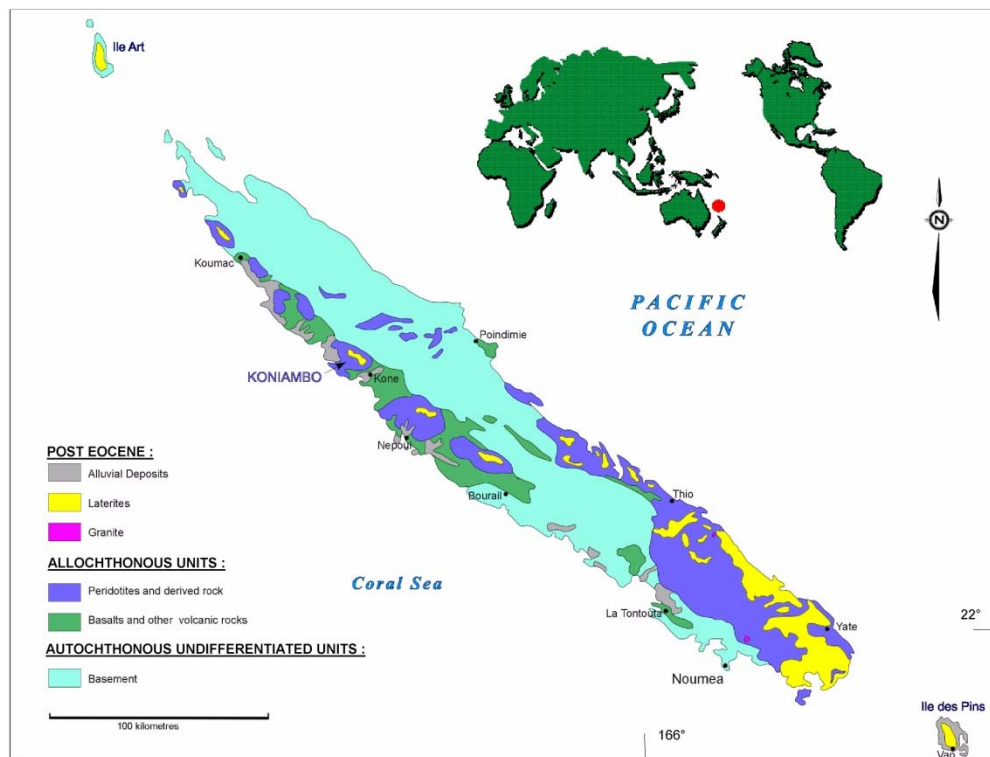 Ile Art
N
Koumac
PACIFIC
OCEAN
Poindimie
KONIAMBO
Kone
Nepoui
POST EOCENE :
Alluvial Deposits
Bourail
Thio
Laterites
Granite
ALLOCHTHONOUS UNITS :
Coral Sea
Peridotites and derived rock
La Tontouta
22°
Basalts and other volcanic rocks
Yate
AUTOCHTHONOUS UNDIFFERENTIATED UNITS :
Basement
Noumea
Ile des Pins
100 kilometres
166°
Vao